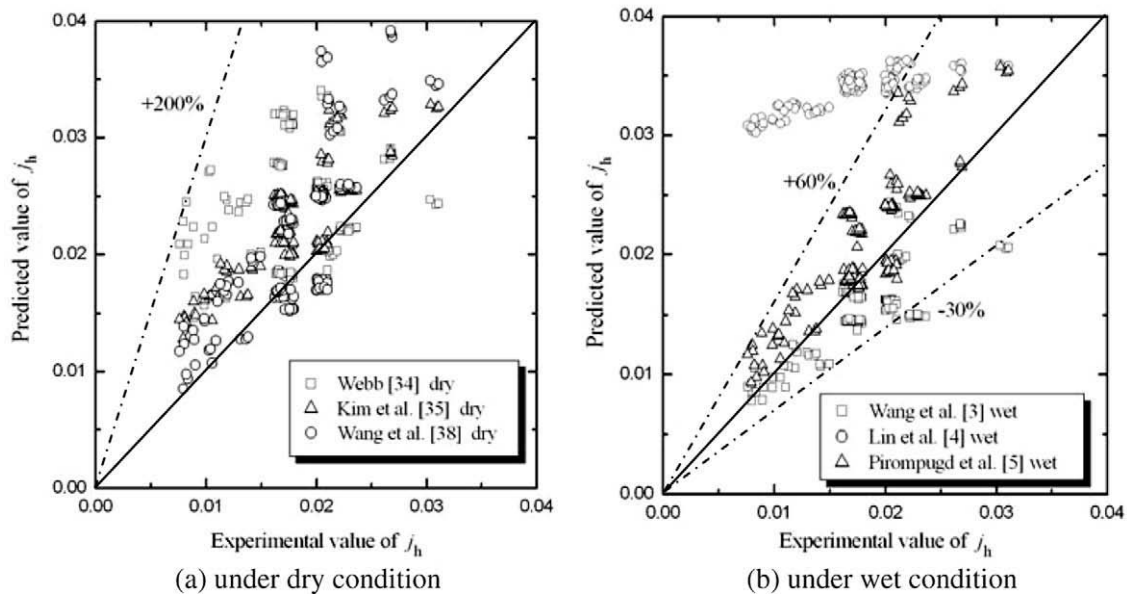 0.04
0.03
0.02
0.01
0.00
Predicted value of jh
+200%
Webb [34] dry
Kim et al. [35] dry
Wang et al. [38] dry
0.00 0.01 0.02 0.03 0.04
Experimental value of jh
(a) under dry condition
0.04
0.03
0.02
0.01
0.00
Predicted value of jh
+60%
-30%
Wang et al. [3] wet
Lin et al. [4] wet
Pirompugd et al. [5] wet
0.00 0.01 0.02 0.03 0.04
Experimental value of jh
(b) under wet condition